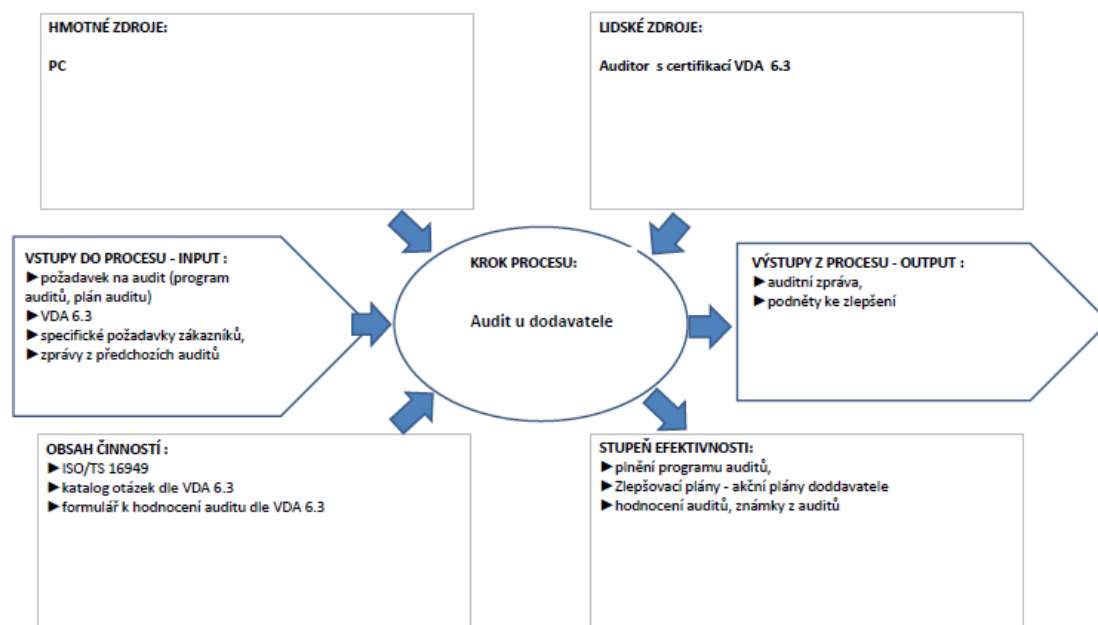 HMOTNÉ ZDROJE:
PC
LIDSKÉ ZDROJE:
Auditor s certifikací VDA 6.3
VSTUPY DO PROCESU - INPUT :
►požadavek na audit (program
auditů, plán auditu)
►VDA 6.3
►specifické požadavky zákazníků,
►zprávy z předchozích auditů
KROK PROCESU:
Audit u dodavatele
VÝSTUPY Z PROCESU - OUTPUT :
►auditní zpráva,
►podněty ke zlepšení
OBSAH ČINNOSTÍ :
►ISO/TS 16949
►katalog otázek dle VDA 6.3
►formulář k hodnocení auditu dle VDA 6.3
STUPEŇ EFEKTIVNOSTI:
►plnění programu auditů,
►Zlepšovací plány - akční plány doddavatele
►hodnocení auditů, známky z auditů